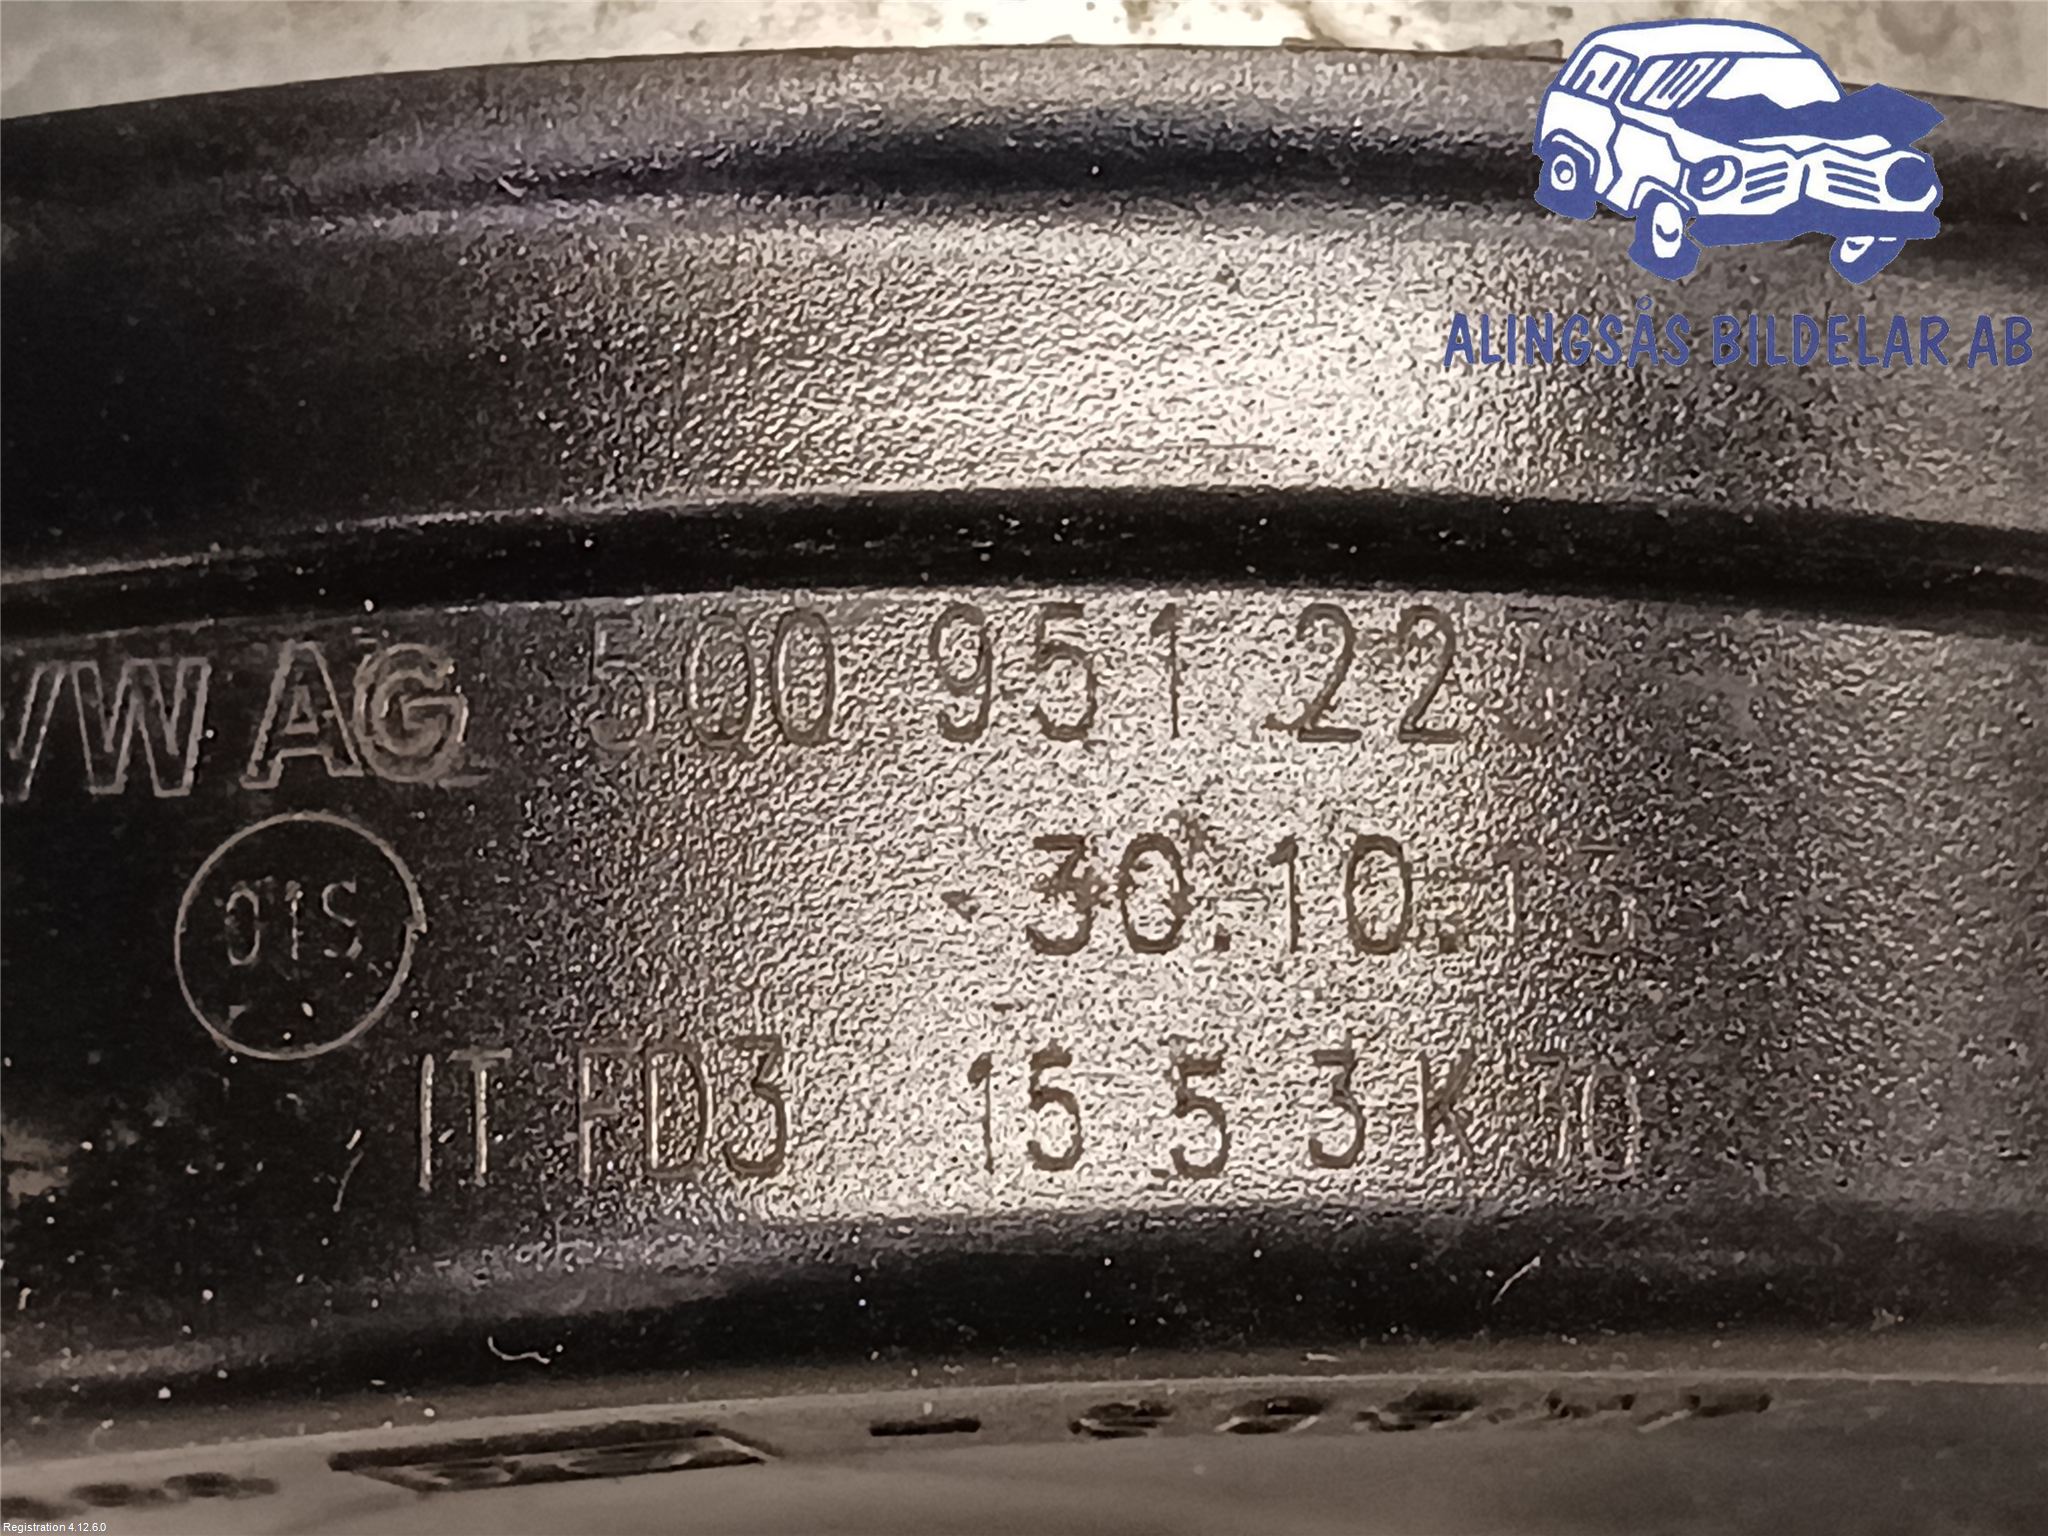 ALINGSÅS BILDELAR AB
VW AG 5Q0 951 22
30.10.1
01S
IT FD3 15 5 3 K 70
Registration 4.12.6.0